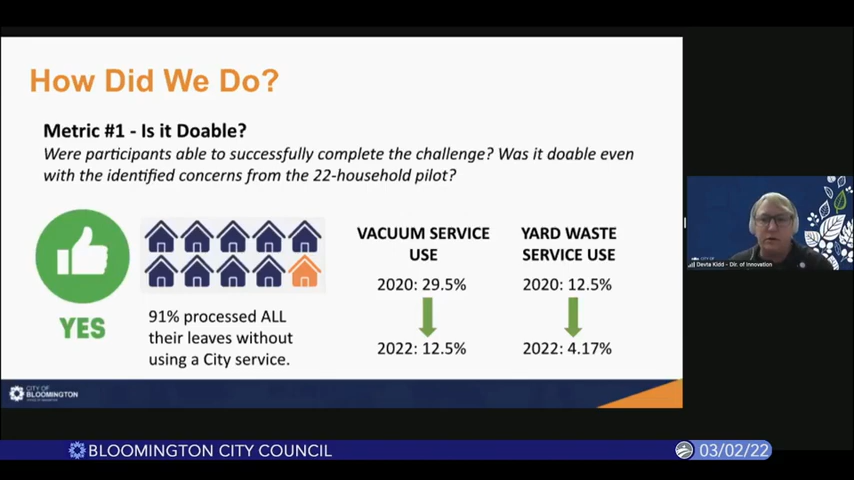 How Did We Do?
Metric #1 - Is it Doable?
Were participants able to successfully complete the challenge? Was it doable even
with the identified concerns from the 22-household pilot?
YES
91% processed ALL
their leaves without
using a City service.
VACUUM SERVICE
USE
2020: 29.5%
2022: 12.5%
YARD WASTE
SERVICE USE
2020: 12.5%
2022: 4.17%
CITY OF
BLOOMINGTON
CITY OF
Devta Kidd - Dir. of Innovation
BLOOMINGTON CITY COUNCIL
03/02/22